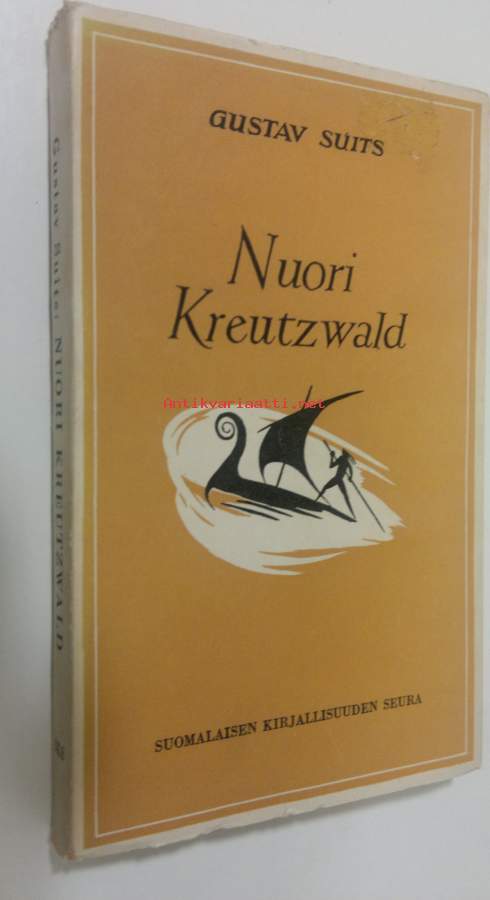 GUSTAV SUITS
Nuori
Kreutzwald
Antikvariaatti.net
SUOMALAISEN KIRJALLISUUDEN SEURA
Gustav Suits: NUORI KREUTZWALD